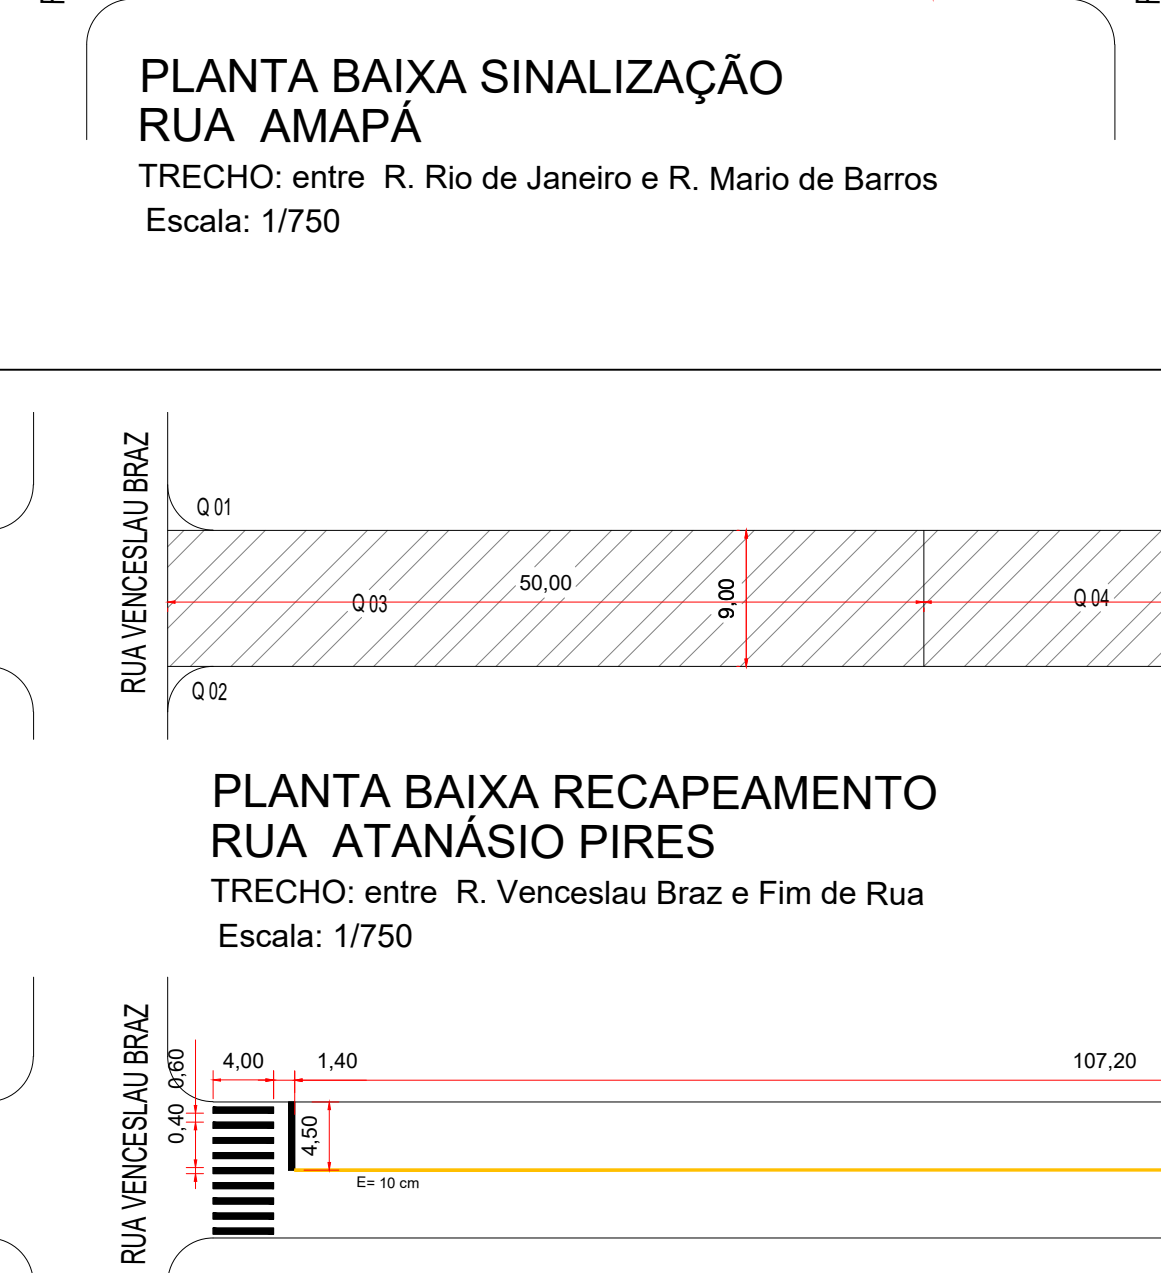 PLANTA BAIXA SINALIZAÇÃO
RUA AMAPÁ
TRECHO: entre R. Rio de Janeiro e R. Mario de Barros
Escala: 1/750
RUA VENCESLAU BRAZ
Q 01
50,00
9,00
Q 03
Q 04
Q 02
PLANTA BAIXA RECAPEAMENTO
RUA ATANÁSIO PIRES
TRECHO: entre R. Venceslau Braz e Fim de Rua
Escala: 1/750
RUA VENCESLAU BRAZ
0,60
4,00
1,40
107,20
0,40
4,50
E= 10 cm